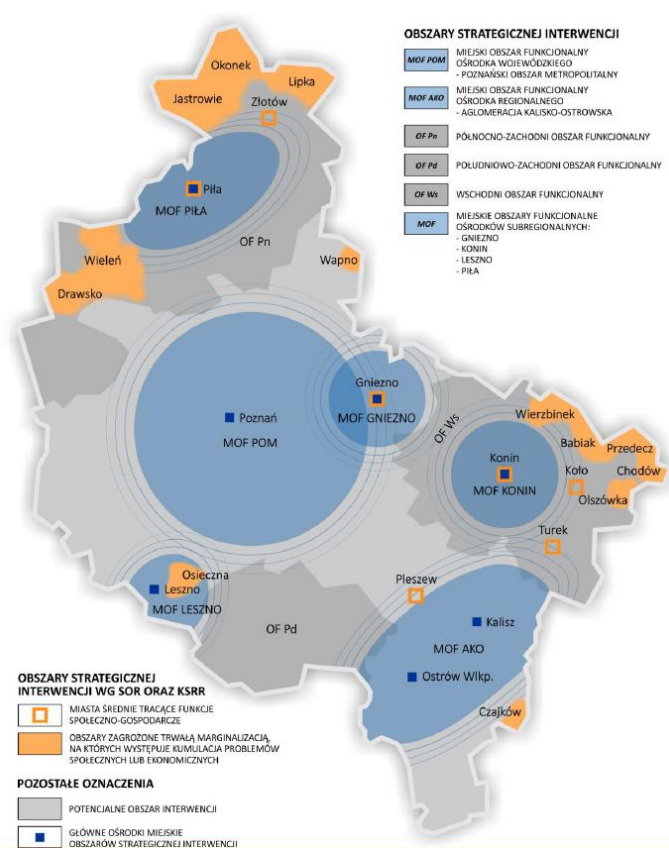 OBSZARY STRATEGICZNEJ INTERWENCJI
MOF POM
MIEJSKI OBSZAR FUNKCJONALNY
OŚRODKA WOJEWÓDZKIEGO
- POZNAŃSKI OBSZAR METROPOLITALNY
MOF AKO
MIEJSKI OBSZAR FUNKCJONALNY
OŚRODKA REGIONALNEGO
- AGLOMERACJA KALISKO-OSTROWSKA
OF Pn
PÓŁNOCNO-ZACHODNI OBSZAR FUNKCJONALNY
OF Pd
POŁUDNIOWO-ZACHODNI OBSZAR FUNKCJONALNY
OF Ws
WSCHODNI OBSZAR FUNKCJONALNY
MOF
MIEJSKIE OBSZARY FUNKCJONALNE
OŚRODKÓW SUBREGIONALNYCH:
- GNIEZNO
- KONIN
- LESZNO
- PIŁA
Okonek
Lipka
Jastrowie
Złotów
Piła
MOF PIŁA
OF Pn
Wieleń
Wapno
Drawsko
Gniezno
MOF GNIEZNO
Poznań
MOF POM
OF Ws
Wierzbinek
Babiak
Przedecz
Konin
Koło
Chodów
MOF KONIN
Olszówka
Turek
Osieczna
Leszno
MOF LESZNO
Pleszew
OF Pd
Kalisz
MOF AKO
Ostrów Wlkp.
Czajków
OBSZARY STRATEGICZNEJ
INTERWENCJI WG SOR ORAZ KSRR
MIASTA ŚREDNIE TRACĄCE FUNKCJE
SPOŁECZNO-GOSPODARCZE
OBSZARY ZAGROŻONE TRWAŁĄ MARGINALIZACJĄ,
NA KTÓRYCH WYSTĘPUJE KUMULACJA PROBLEMÓW
SPOŁECZNYCH LUB EKONOMICZNYCH
POZOSTAŁE OZNACZENIA
POTENCJALNE OBSZAR INTERWENCJI
GŁÓWNE OŚRODKI MIEJSKIE
OBSZARÓW STRATEGICZNEJ INTERWENCJI